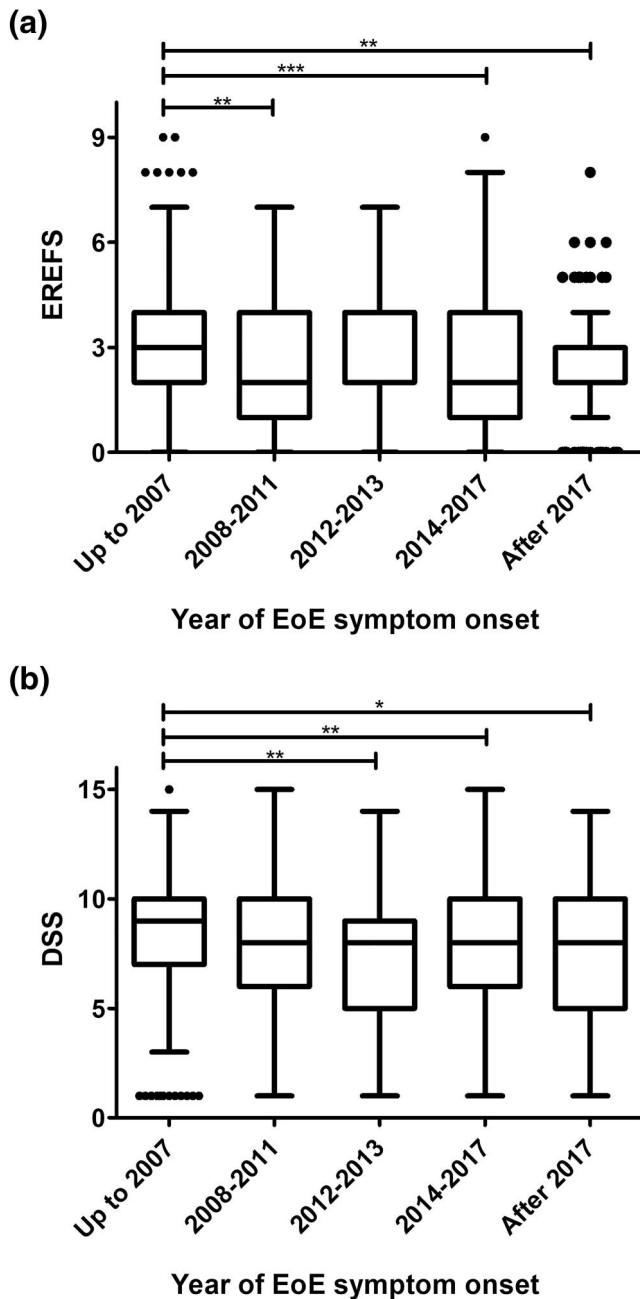 (a)
**
***
**
9
6
3
0
EREFS
Up to 2007
2008-2011
2012-2013
2014-2017
After 2017
Year of EoE symptom onset
(b)
*
**
**
15
10
5
0
DSS
Up to 2007
2008-2011
2012-2013
2014-2017
After 2017
Year of EoE symptom onset